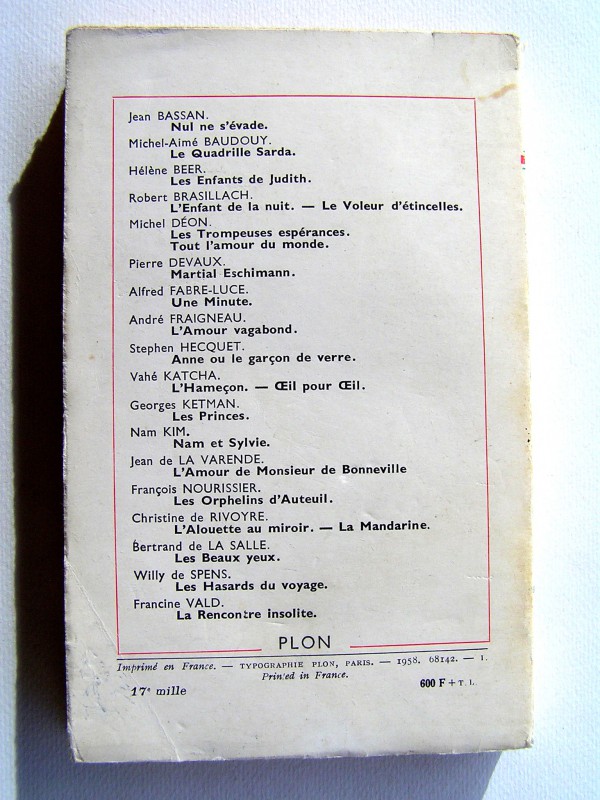 Jean BASSAN.
Nul ne s'évade.
Michel-Aimé BAUDOUY.
Le Quadrille Sarda.
Hélène BEER.
Les Enfants de Judith.
Robert BRASILLACH.
L'Enfant de la nuit. — Le Voleur d'étincelles.
Michel DÉON.
Les Trompeuses espérances.
Tout l'amour du monde.
Pierre DEVAUX.
Martial Eschimann.
Alfred FABRE-LUCE.
Une Minute.
André FRAIGNEAU.
L'Amour vagabond.
Stephen HECQUET.
Anne ou le garçon de verre.
Vahé KATCHA.
L'Hameçon. — Œil pour Œil.
Georges KETMAN.
Les Princes.
Nam KIM.
Nam et Sylvie.
Jean de LA VARENDE.
L'Amour de Monsieur de Bonneville
François NOURISSIER.
Les Orphelins d'Auteuil.
Christine de RIVOYRE.
L'Alouette au miroir. — La Mandarine.
Bertrand de LA SALLE.
Les Beaux yeux.
Willy de SPENS.
Les Hasards du voyage.
Francine VALD.
La Rencontre insolite.
PLON
Imprimé en France. — TYPOGRAPHIE PLON, PARIS. — 1958. 68142. — 1.
Printed in France.
17e mille
600 F + T. L.